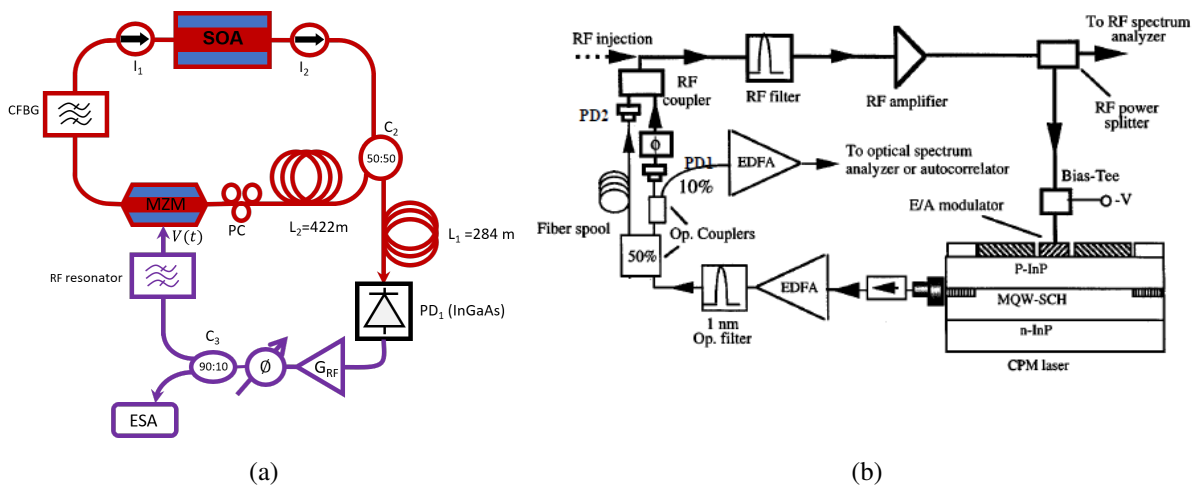 SOA
I1
I2
CFBG
C2
50:50
MZM
PC
L2=422m
L1 =284 m
V(t)
RF resonator
PD1 (InGaAs)
C3
90:10
Ø
GRF
ESA
(a)
RF injection
RF
coupler
PD2
RF filter
RF amplifier
To RF spectrum
analyzer
RF power
splitter
Φ
PD1
10%
EDFA
To optical spectrum
analyzer or autocorrelator
Bias-Tee
-V
E/A modulator
Fiber spool
Op. Couplers
50%
1 nm
Op. filter
EDFA
P-InP
MQW-SCH
n-InP
CPM laser
(b)